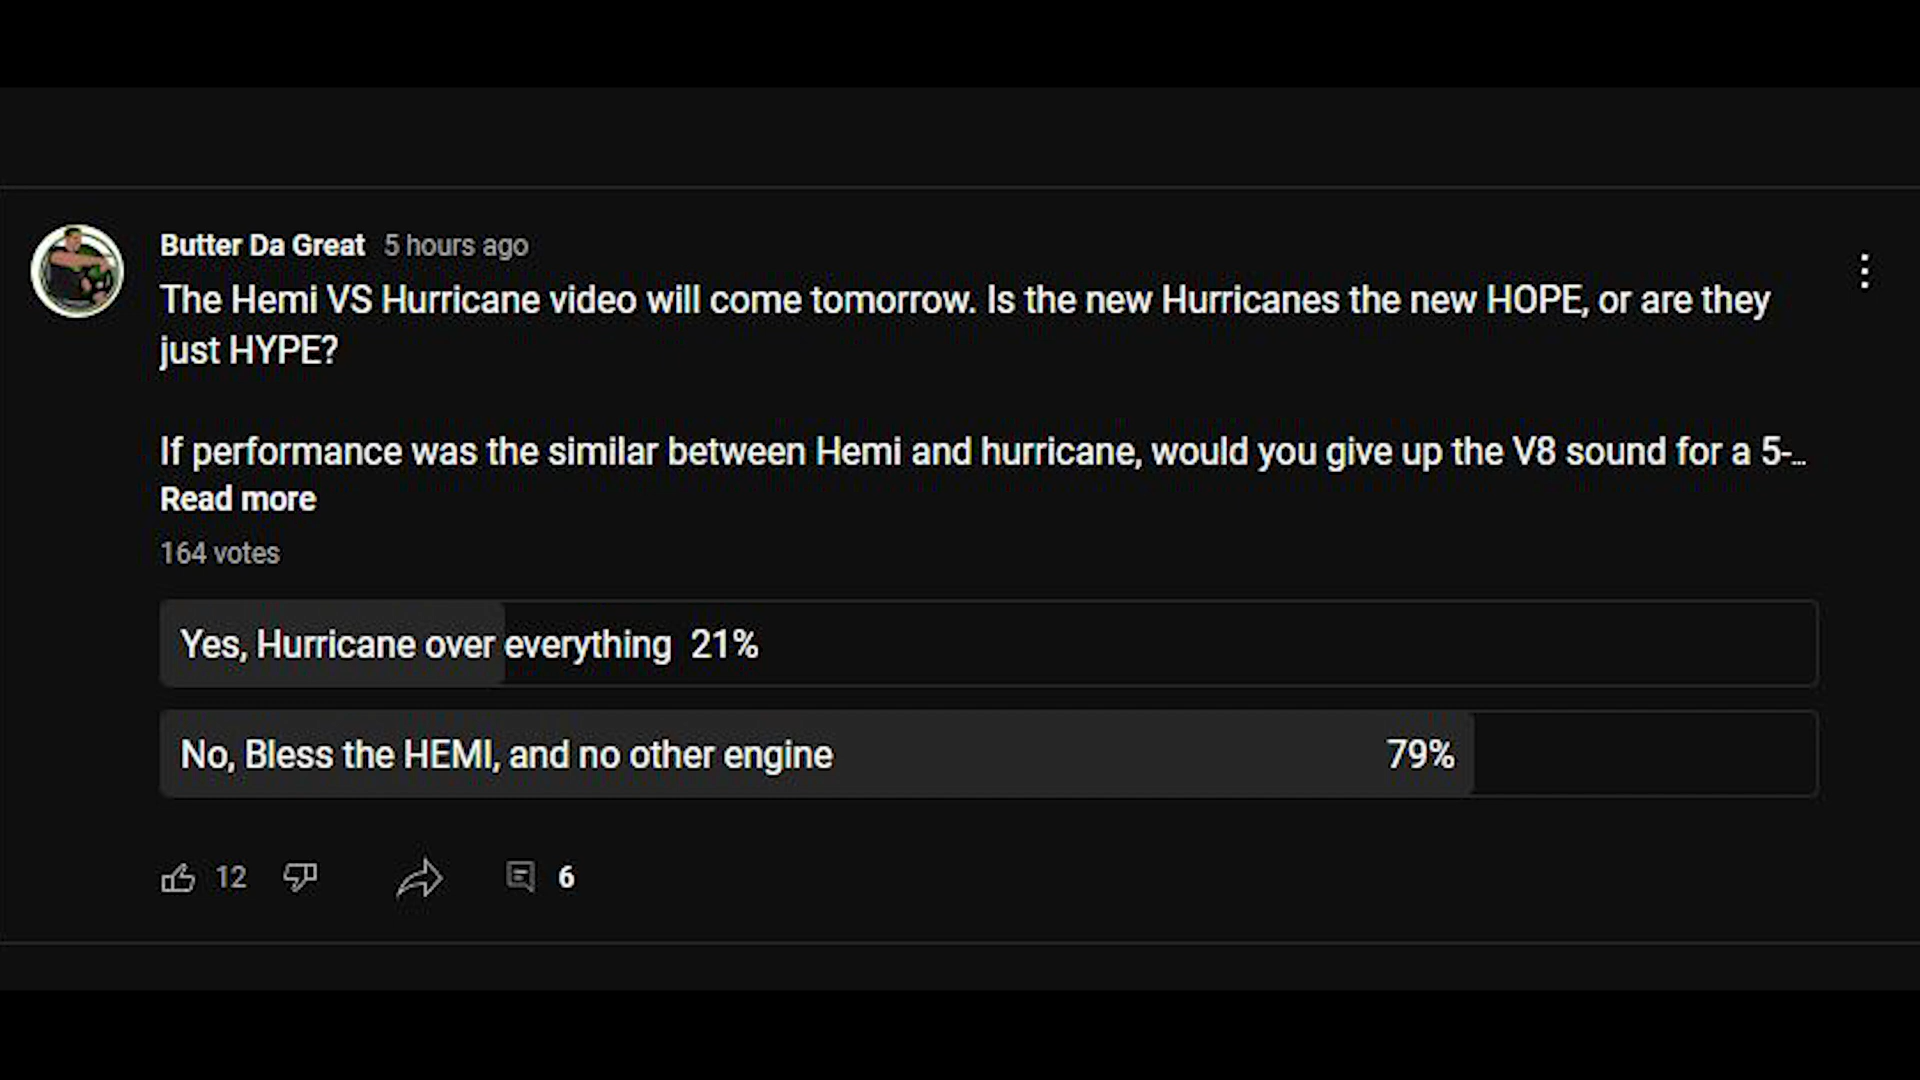 Butter Da Great 5 hours ago
The Hemi VS Hurricane video will come tomorrow. Is the new Hurricanes the new HOPE, or are they
just HYPE?
If performance was the similar between Hemi and hurricane, would you give up the V8 sound for a 5-...
Read more
164 votes
Yes, Hurricane over everything 21%
No, Bless the HEMI, and no other engine 79%
12 6